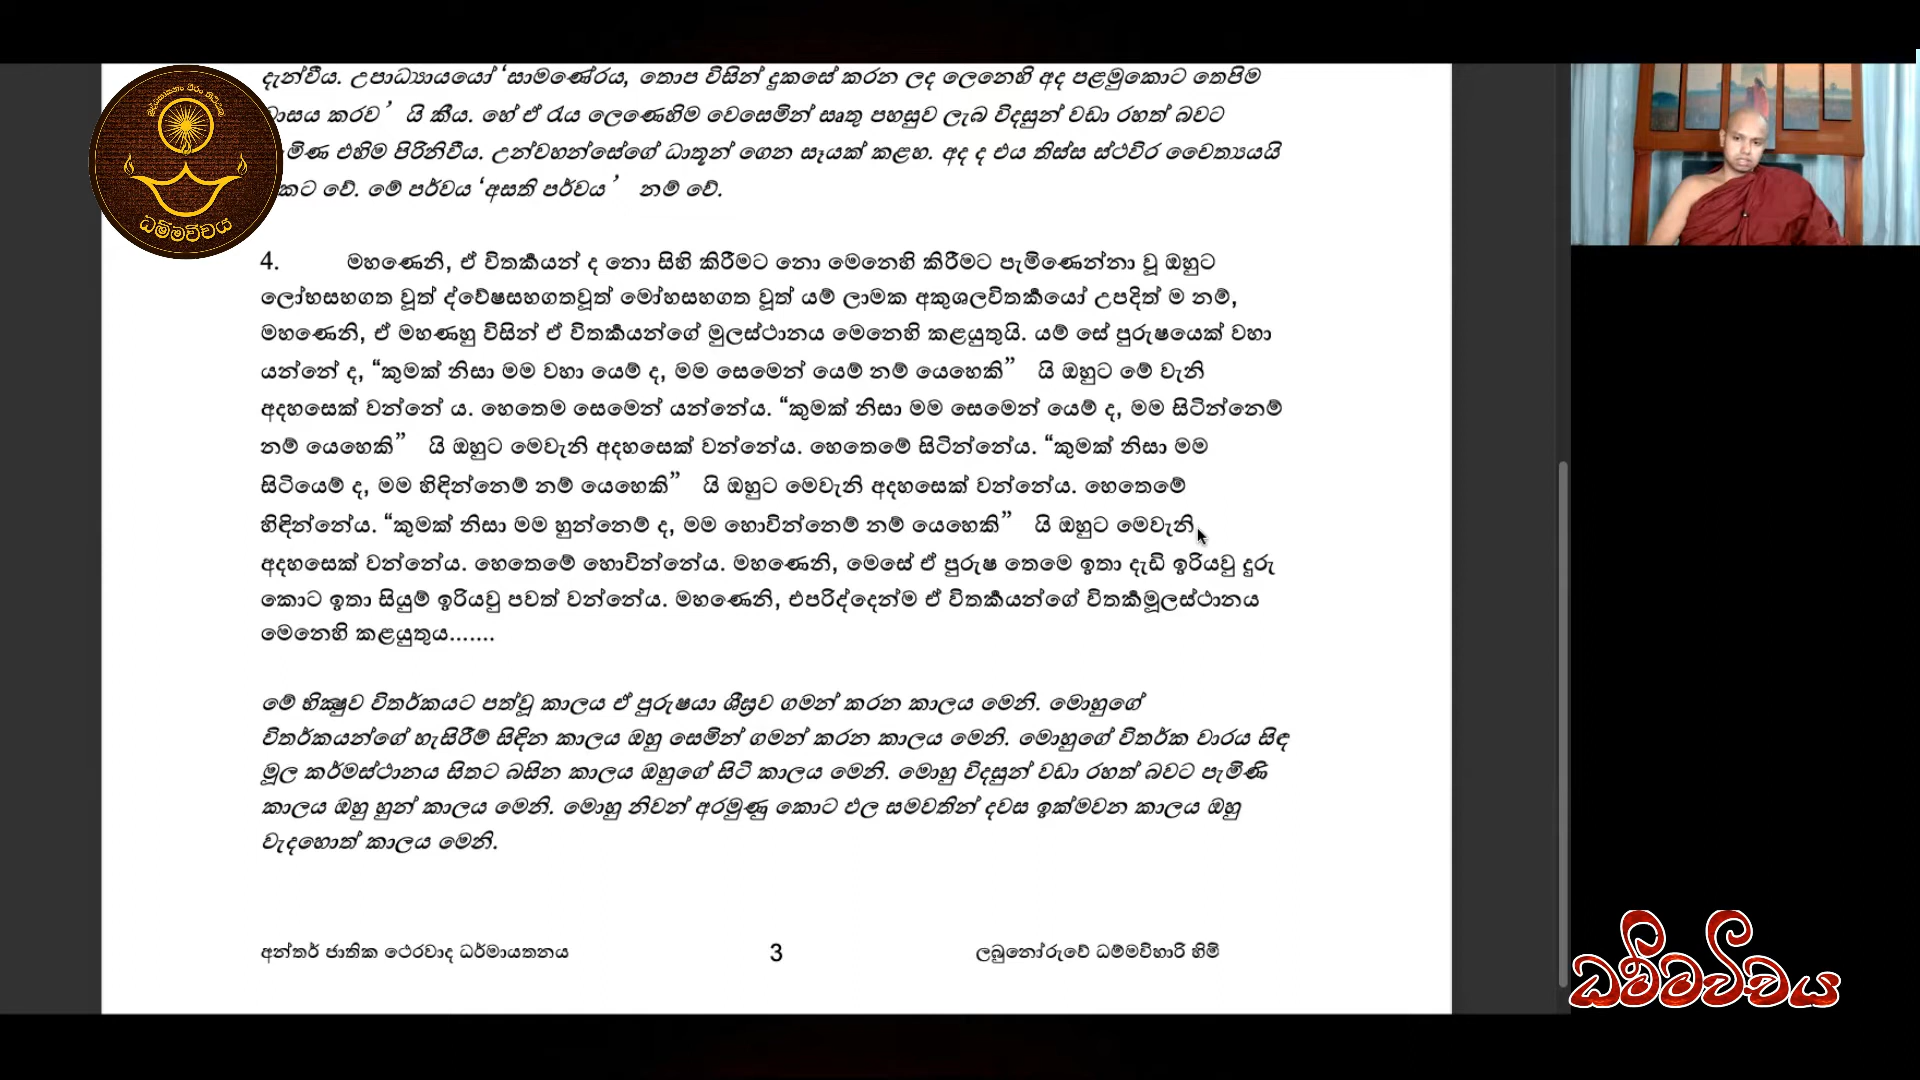 දැන්වීය. උපාධ්‍යායයෝ ‘සාමණේරය, තොප විසින් දුකසේ කරන ලද ලෙනෙහි අද පළමුකොට තෙපිම
වාසය කරව’ යි කීය. හේ ඒ රැය ලෙණෙහිම වෙසෙමින් ඍතු පහසුව ලැබ විදසුන් වඩා රහත් බවට
මිණ එහිම පිරිනිවීය. උන්වහන්සේගේ ධාතූන් ගෙන සෑයක් කළහ. අද ද එය තිස්ස ස්ථවිර චෛත්‍යයයි
කට වේ. මේ පර්වය ‘අසති පර්වය’ නම් වේ.
4. මහණෙනි, ඒ විතර්‍කයන් ද නො සිහි කිරීමට නො මෙනෙහි කිරීමට පැමිණෙන්නා වූ ඔහුට
ලෝභසහගත වූත් ද්වේෂසහගතවූත් මෝහසහගත වූත් යම් ලාමක අකුශලවිතර්‍කයෝ උපදිත් ම නම්,
මහණෙනි, ඒ මහණහු විසින් ඒ විතර්‍කයන්ගේ මුලස්ථානය මෙනෙහි කළයුතුයි. යම් සේ පුරුෂයෙක් වහා
යන්නේ ද, “කුමක් නිසා මම වහා යෙම් ද, මම සෙමෙන් යෙම් නම් යෙහෙකි” යි ඔහුට මේ වැනි
අදහසෙක් වන්නේ ය. හෙතෙම සෙමෙන් යන්නේය. “කුමක් නිසා මම සෙමෙන් යෙම් ද, මම සිටින්නෙම්
නම් යෙහෙකි” යි ඔහුට මෙවැනි අදහසෙක් වන්නේය. හෙතෙමේ සිටින්නේය. “කුමක් නිසා මම
සිටියෙම් ද, මම හිඳින්නෙම් නම් යෙහෙකි” යි ඔහුට මෙවැනි අදහසෙක් වන්නේය. හෙතෙමේ
හිඳින්නේය. “කුමක් නිසා මම හුන්නෙම් ද, මම හොවින්නෙම් නම් යෙහෙකි” යි ඔහුට මෙවැනි
අදහසෙක් වන්නේය. හෙතෙමේ හොවින්නේය. මහණෙනි, මෙසේ ඒ පුරුෂ තෙමෙ ඉතා දැඩි ඉරියවු දුරු
කොට ඉතා සියුම් ඉරියවු පවත් වන්නේය. මහණෙනි, එපරිද්දෙන්ම ඒ විතර්‍කයන්ගේ විතර්‍කමූලස්ථානය
මෙනෙහි කළයුතුය.......
මේ භික්‍ෂුව විතර්කයට පත්වූ කාලය ඒ පුරුෂයා ශීඝ්‍රව ගමන් කරන කාලය මෙනි. මොහුගේ
විතර්කයන්ගේ හැසිරීම් සිඳින කාලය ඔහු සෙමින් ගමන් කරන කාලය මෙනි. මොහුගේ විතර්ක වාරය සිඳ
මූල කර්මස්ථානය සිතට බසින කාලය ඔහුගේ සිටි කාලය මෙනි. මොහු විදසුන් වඩා රහත් බවට පැමිණි
කාලය ඔහු හුන් කාලය මෙනි. මොහු නිවන් අරමුණු කොට ඵල සමවතින් දවස ඉක්මවන කාලය ඔහු
වැදහොත් කාලය මෙනි.
අන්තර් ජාතික ථෙරවාද ධර්මායතනය 3 ලබුනෝරුවේ ධම්මවිහාරි හිමි
ධම්මවිචය
ධම්මවිචය